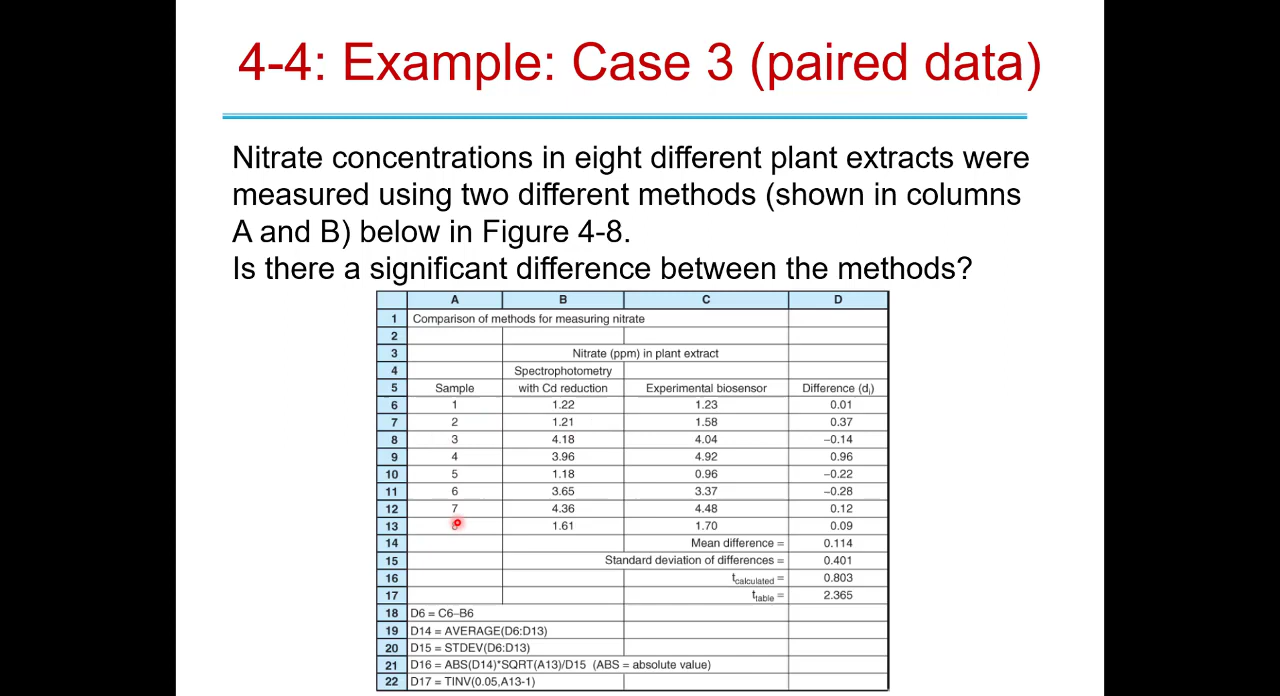 4-4: Example: Case 3 (paired data)
Nitrate concentrations in eight different plant extracts were
measured using two different methods (shown in columns
A and B) below in Figure 4-8.
Is there a significant difference between the methods?
A B C D
1 Comparison of methods for measuring nitrate
2
3 Nitrate (ppm) in plant extract
4 Spectrophotometry
5 Sample with Cd reduction Experimental biosensor Difference (di)
6 1 1.22 1.23 0.01
7 2 1.21 1.58 0.37
8 3 4.18 4.04 –0.14
9 4 3.96 4.92 0.96
10 5 1.18 0.96 –0.22
11 6 3.65 3.37 –0.28
12 7 4.36 4.48 0.12
13 1.61 1.70 0.09
14 Mean difference = 0.114
15 Standard deviation of differences = 0.401
16 tcalculated = 0.803
17 ttable = 2.365
18 D6 = C6–B6
19 D14 = AVERAGE(D6:D13)
20 D15 = STDEV(D6:D13)
21 D16 = ABS(D14)*SQRT(A13)/D15 (ABS = absolute value)
22 D17 = TINV(0.05,A13-1)